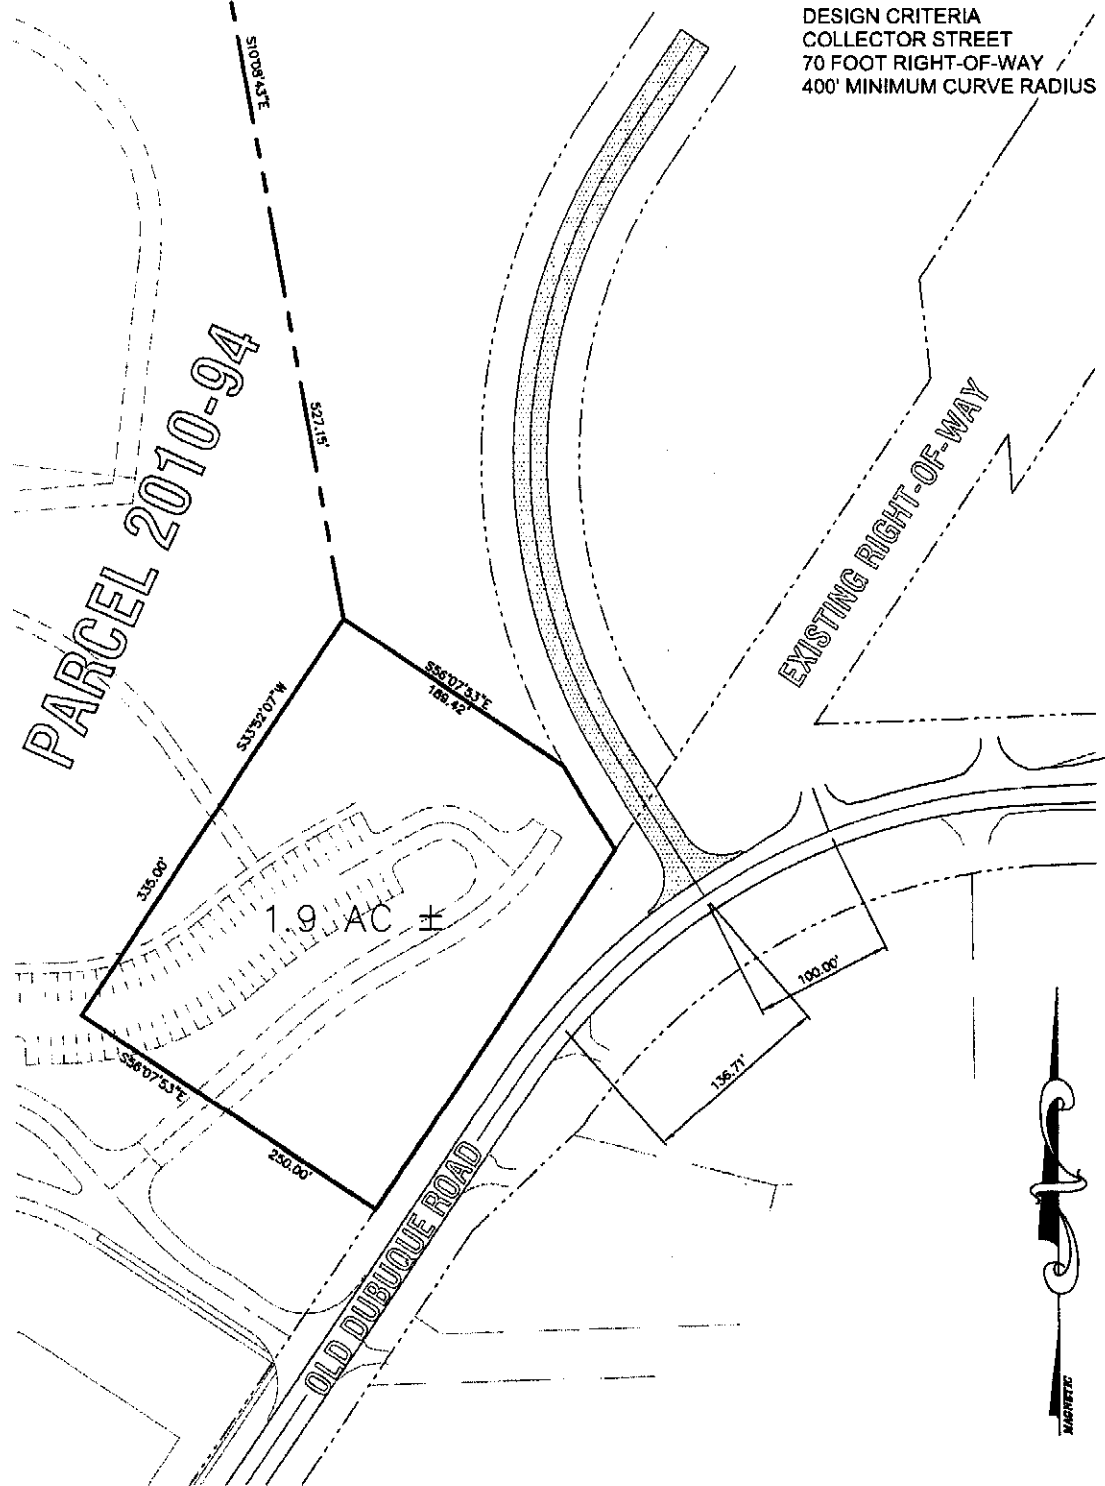 DESIGN CRITERIA
COLLECTOR STREET
70 FOOT RIGHT-OF-WAY
400' MINIMUM CURVE RADIUS
S10°08'43"E
527.15'
PARCEL 2010-94
EXISTING RIGHT-OF-WAY
S56°07'53"E
189.42'
S33°52'07"W
335.00'
1.9 AC ±
100.00'
136.71'
S56°07'53"E
250.00'
OLD DUBUQUE ROAD
MAGNETIC